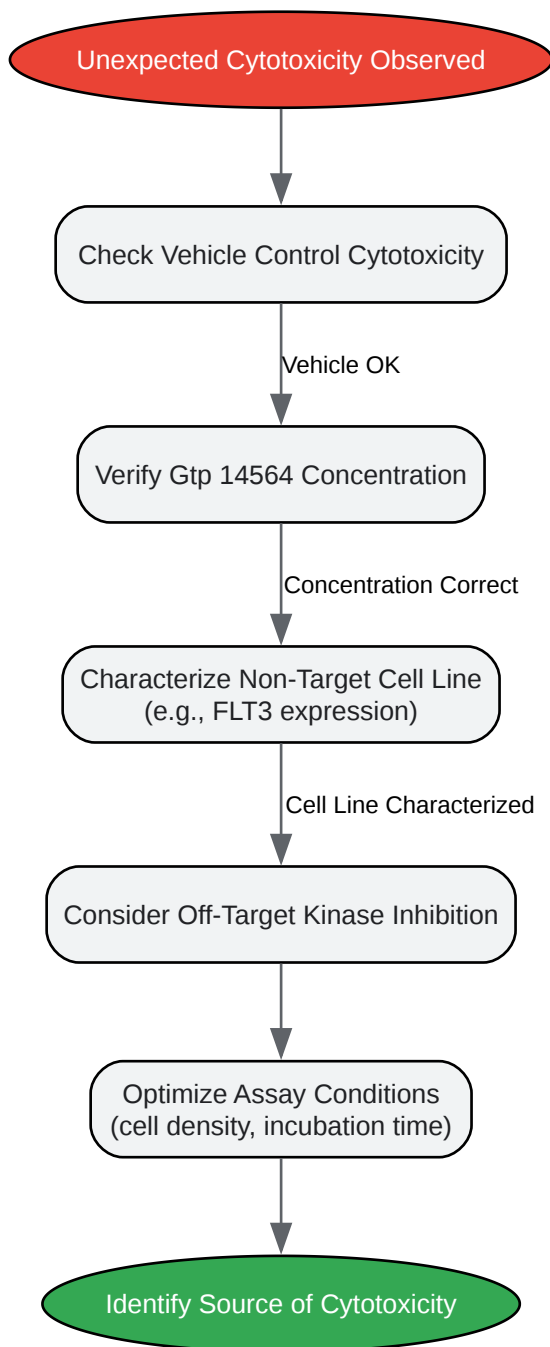 Unexpected Cytotoxicity Observed
Check Vehicle Control Cytotoxicity
Vehicle OK
Verify Gtp 14564 Concentration
Concentration Correct
Characterize Non-Target Cell Line
(e.g., FLT3 expression)
Cell Line Characterized
Consider Off-Target Kinase Inhibition
Optimize Assay Conditions
(cell density, incubation time)
Identify Source of Cytotoxicity